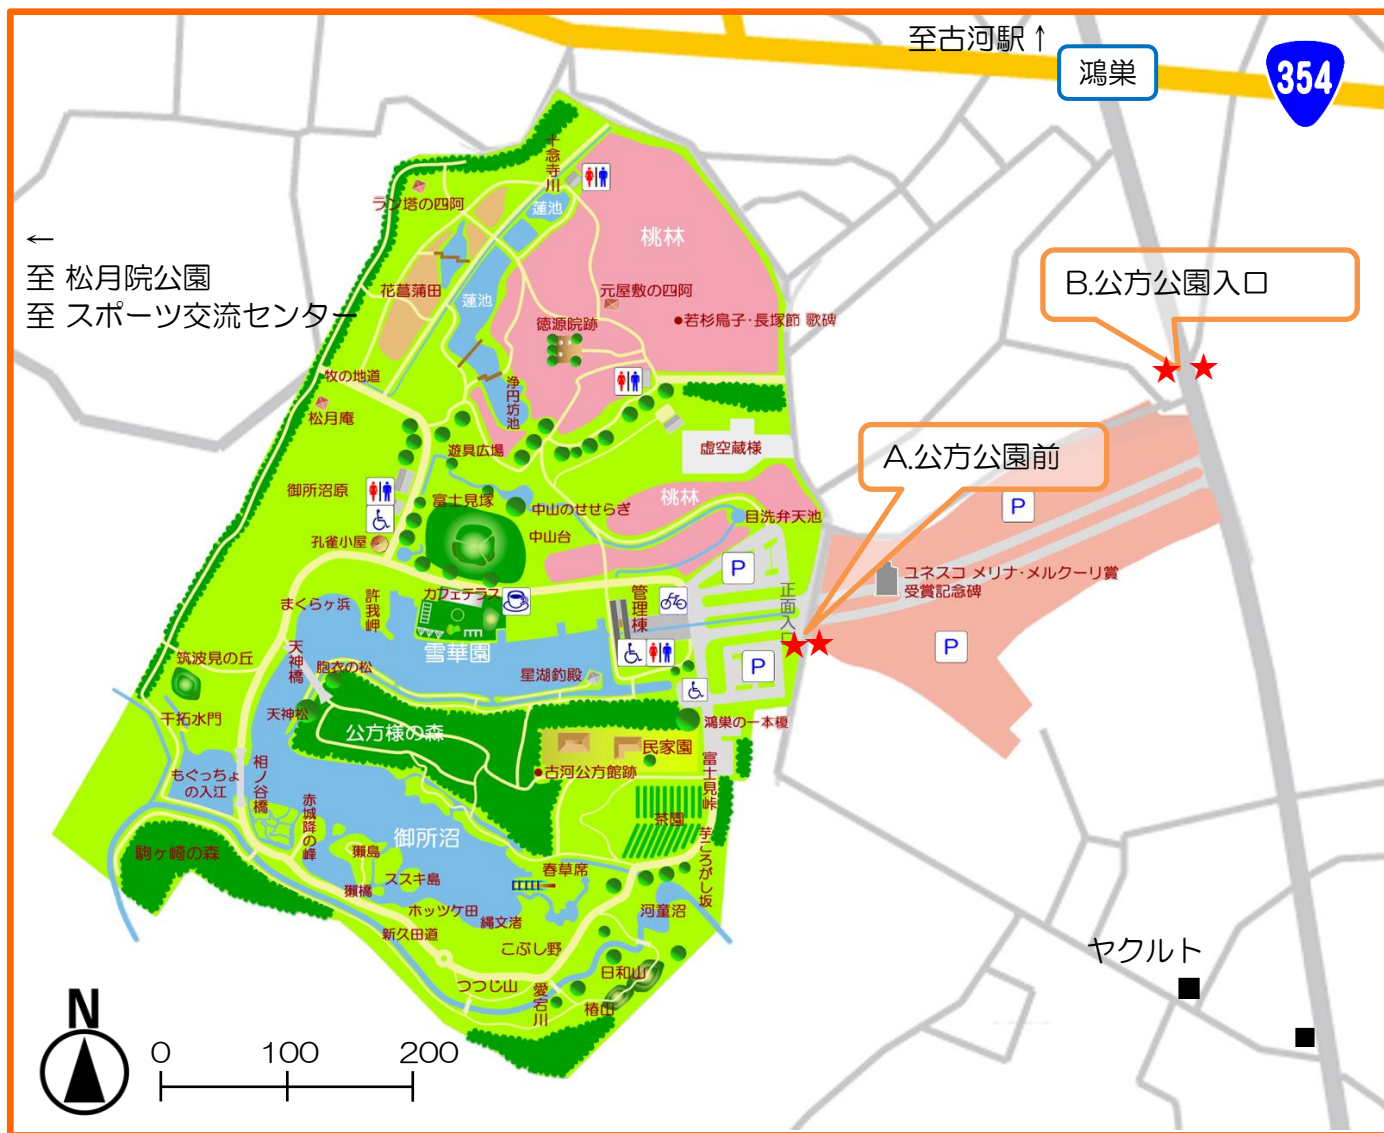 至古河駅↑
鴻巣
354
←
至 松月院公園
至 スポーツ交流センター
B.公方公園入口
A.公方公園前
十念寺川
蓮池
桃林
ラン塔の四阿
花菖蒲田
蓮池
元屋敷の四阿
徳源院跡
●若杉鳥子・長塚節 歌碑
牧の地道
浄円坊池
松月庵
遊具広場
虚空蔵様
御所沼原
富士見塚
中山のせせらぎ
桃林
目洗弁天池
孔雀小屋
中山台
P
P
ユネスコ メリナ・メルクーリ賞
受賞記念碑
カフェテラス
管理棟
正面入口
まくらヶ浜
許我岬
雪華園
天神橋
胞衣の松
筑波見の丘
星湖釣殿
P
P
天神松
干拓水門
公方様の森
鴻巣の一本榎
民家園
●古河公方館跡
富士見峠
もぐっちょ
の入江
相ノ谷橋
赤城降の峰
茶園
芋ころがし坂
御所沼
駒ヶ崎の森
獺島
ススキ島
獺橋
春草席
ホッツケ田
縄文渚
河童沼
新久田道
こぶし野
日和山
つつじ山
愛宕川
椿山
ヤクルト
N
0 100 200